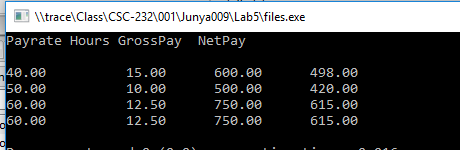 \\trace\Class\CSC-232\001\Junya009\Lab5\files.exe
Payrate Hours GrossPay NetPay
40.00 15.00 600.00 498.00
50.00 10.00 500.00 420.00
60.00 12.50 750.00 615.00
60.00 12.50 750.00 615.00